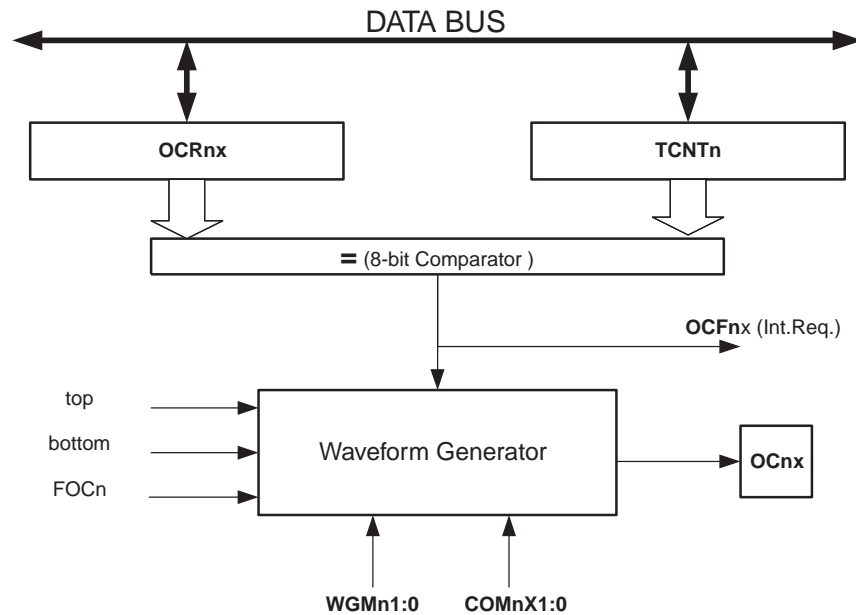 DATA BUS
OCRnx
TCNTn
= (8-bit Comparator )
OCFnx (Int.Req.)
top
bottom
FOCn
Waveform Generator
OCnx
WGMn1:0
COMnX1:0